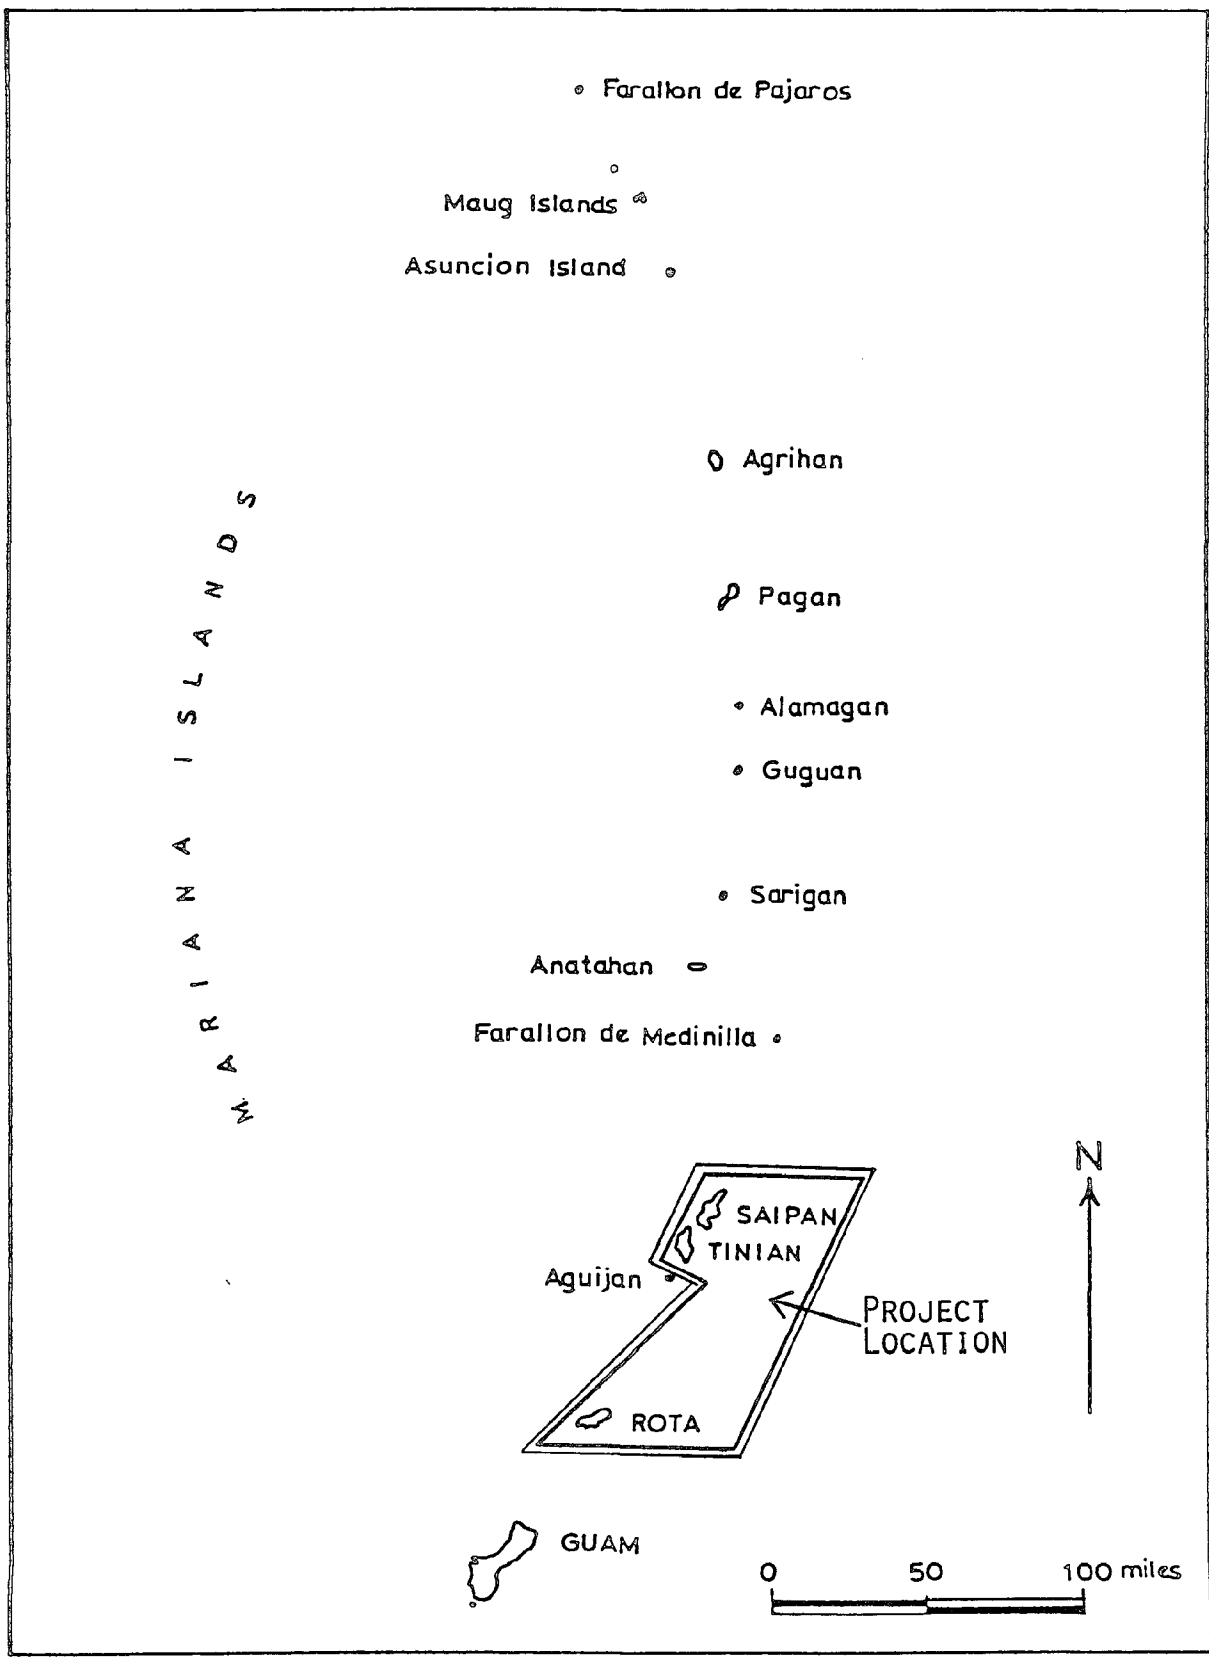 Farallon de Pajaros
Maug Islands
Asuncion Island
Agrihan
Pagan
Alamagan
Guguan
Sarigan
Anatahan
Farallon de Medinilla
MARIANA ISLANDS
N
SAIPAN
TINIAN
Aguijan
PROJECT
LOCATION
ROTA
GUAM
0 50 100 miles